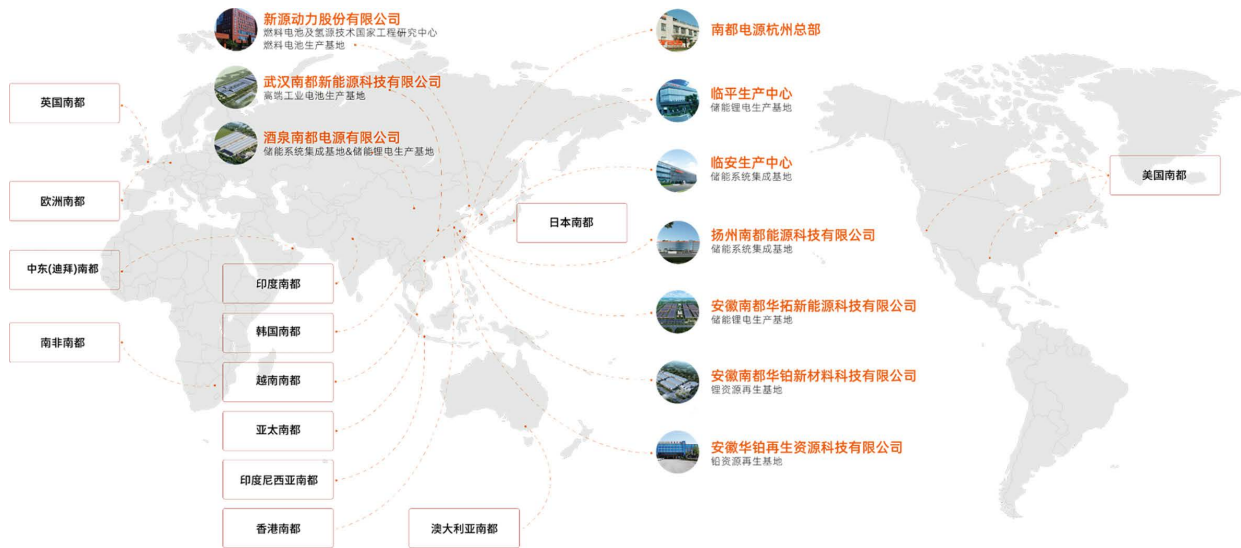 新源动力股份有限公司
燃料电池及氢源技术国家工程研究中心
燃料电池生产基地
武汉南都新能源科技有限公司
高端工业电池生产基地
酒泉南都电源有限公司
储能系统集成基地&储能锂电生产基地
英国南都
欧洲南都
中东(迪拜)南都
南非南都
印度南都
韩国南都
越南南都
亚太南都
印度尼西亚南都
香港南都
澳大利亚南都
日本南都
南都电源杭州总部
临平生产中心
储能锂电生产基地
临安生产中心
储能系统集成基地
扬州南都能源科技有限公司
储能系统集成基地
安徽南都华拓新能源科技有限公司
储能锂电生产基地
安徽南都华铂新材料科技有限公司
锂资源再生基地
安徽华铂再生资源科技有限公司
铅资源再生基地
美国南都